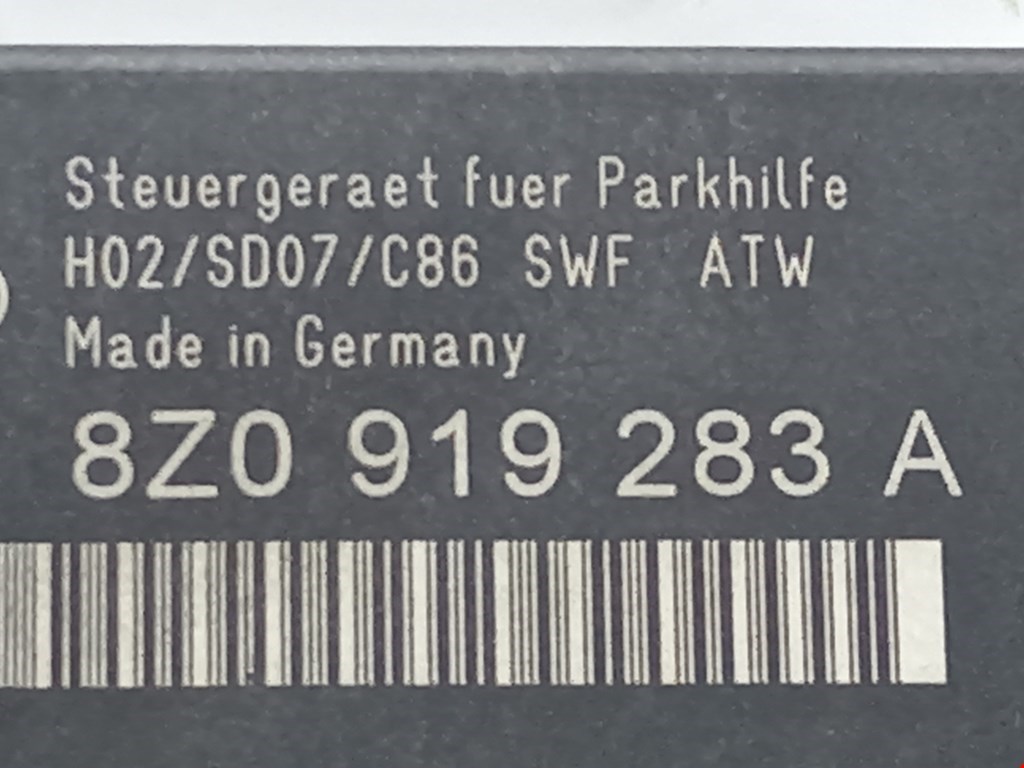 Steuergeraet fuer Parkhilfe
H02/SD07/C86 SWF ATW
Made in Germany
8Z0 919 283 A